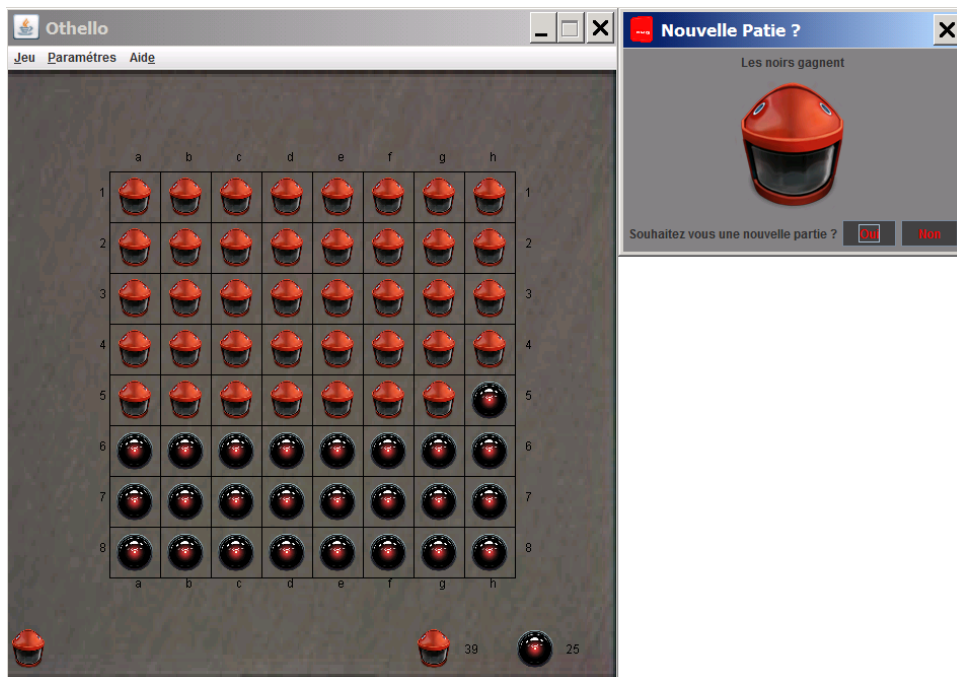 Othello
Jeu Paramétres Aide
a b c d e f g h
1 1
2 2
3 3
4 4
5 5
6 6
7 7
8 8
a b c d e f g h
39 25
Nouvelle Patie ?
Les noirs gagnent
Souhaitez vous une nouvelle partie ? Oui Non